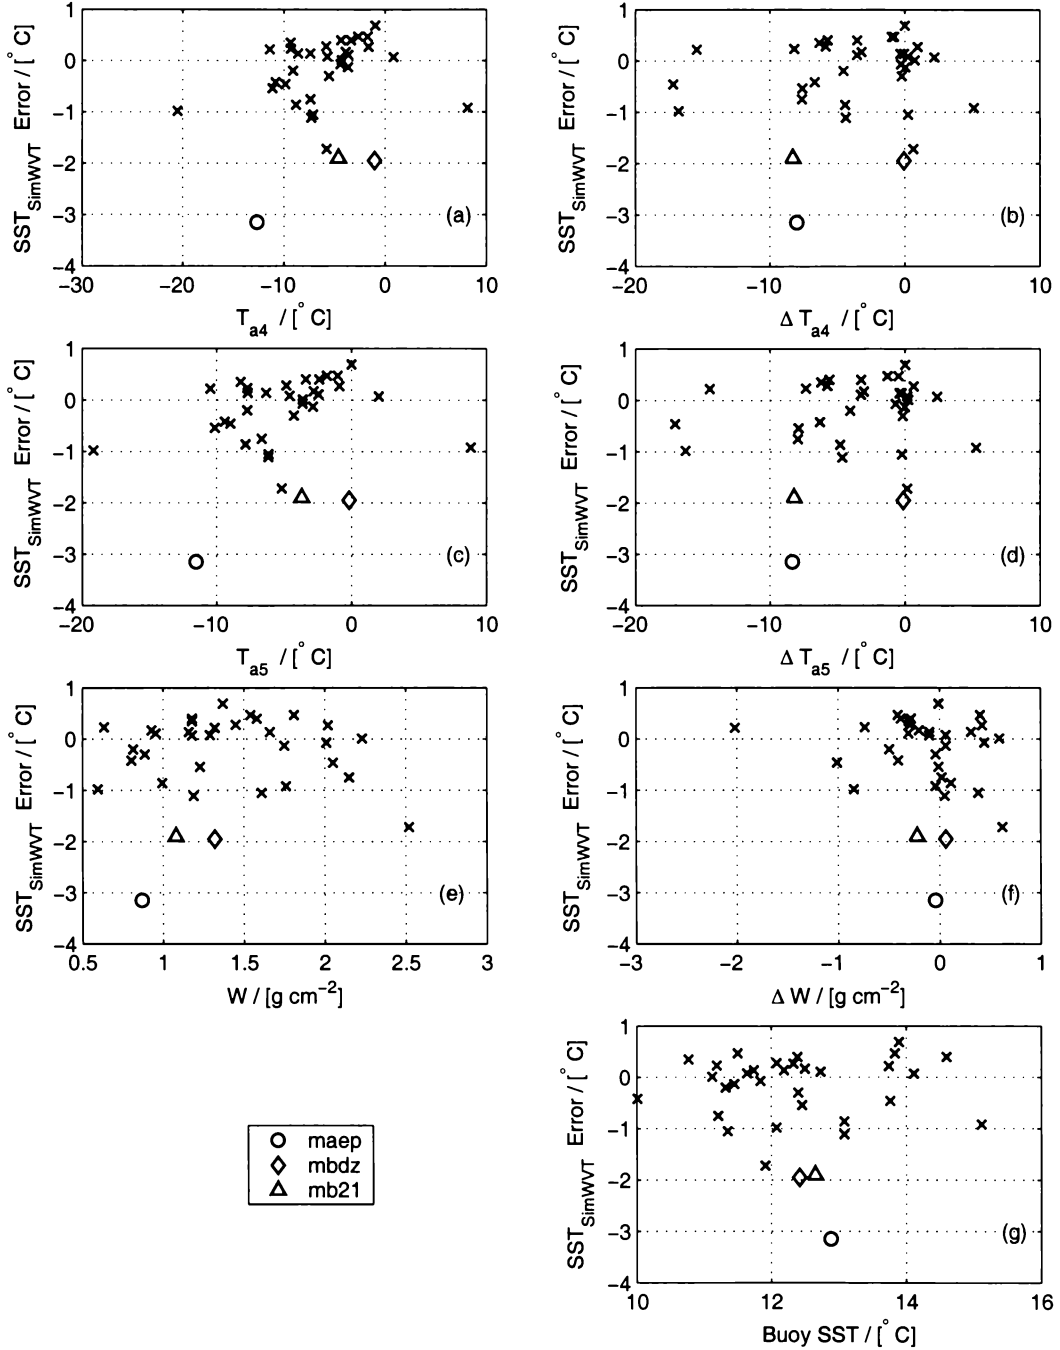 1
0
−1
−2
−3
−4
SST_SimWVT Error / [° C]
(a)
−30 −20 −10 0 10
T_a4 / [° C]
1
0
−1
−2
−3
−4
SST_SimWVT Error / [° C]
(b)
−20 −10 0 10
Δ T_a4 / [° C]
1
0
−1
−2
−3
−4
SST_SimWVT Error / [° C]
(c)
−20 −10 0 10
T_a5 / [° C]
1
0
−1
−2
−3
−4
SST_SimWVT Error / [° C]
(d)
−20 −10 0 10
Δ T_a5 / [° C]
1
0
−1
−2
−3
−4
SST_SimWVT Error / [° C]
(e)
0.5 1 1.5 2 2.5 3
W / [g cm⁻²]
1
0
−1
−2
−3
−4
SST_SimWVT Error / [° C]
(f)
−3 −2 −1 0 1
Δ W / [g cm⁻²]
maep
mbdz
mb21
1
0
−1
−2
−3
−4
SST_SimWVT Error / [° C]
(g)
10 12 14 16
Buoy SST / [° C]